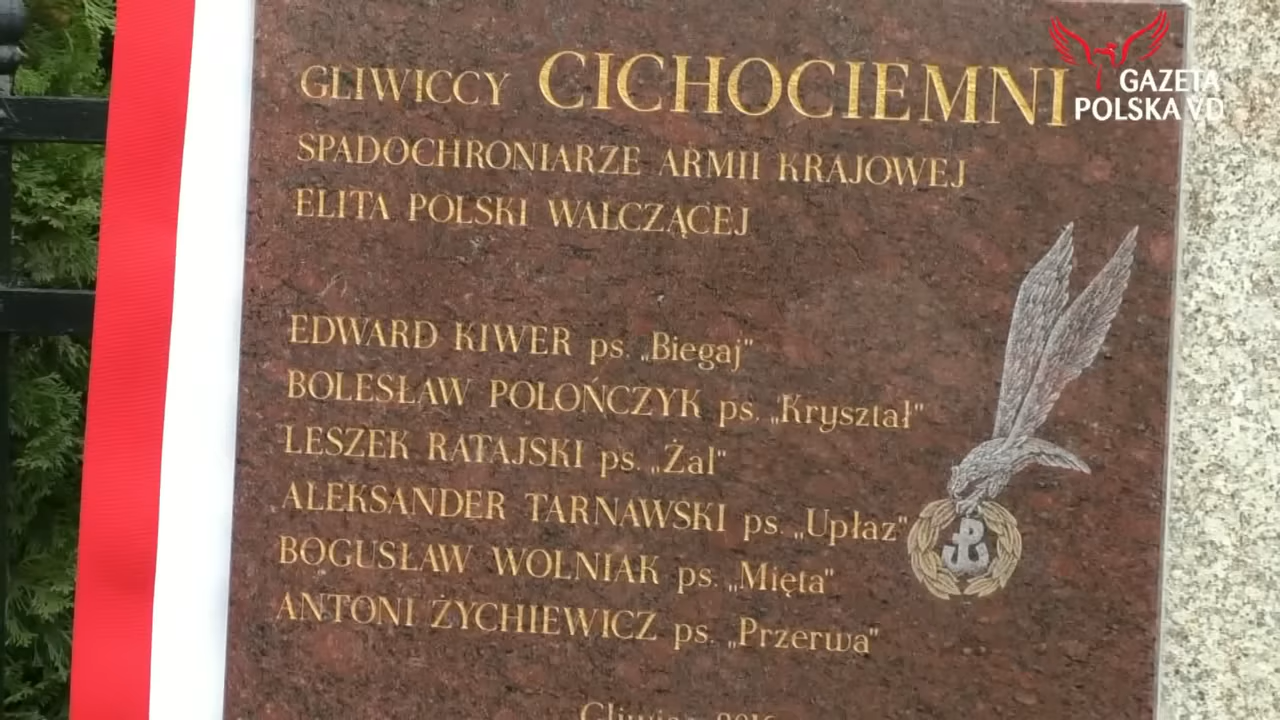 GLIWICCY CICHOCIEMNI
SPADOCHRONIARZE ARMII KRAJOWEJ
ELITA POLSKI WALCZĄCEJ
EDWARD KIWER ps. „Biegaj"
BOLESŁAW POLOŃCZYK ps. „Kryształ"
LESZEK RATAJSKI ps. „Żal"
ALEKSANDER TARNAWSKI ps. „Upłaz"
BOGUSŁAW WOLNIAK ps. „Mięta"
ANTONI ŻYCHIEWICZ ps. „Przerwa"
GAZETA
POLSKA VD